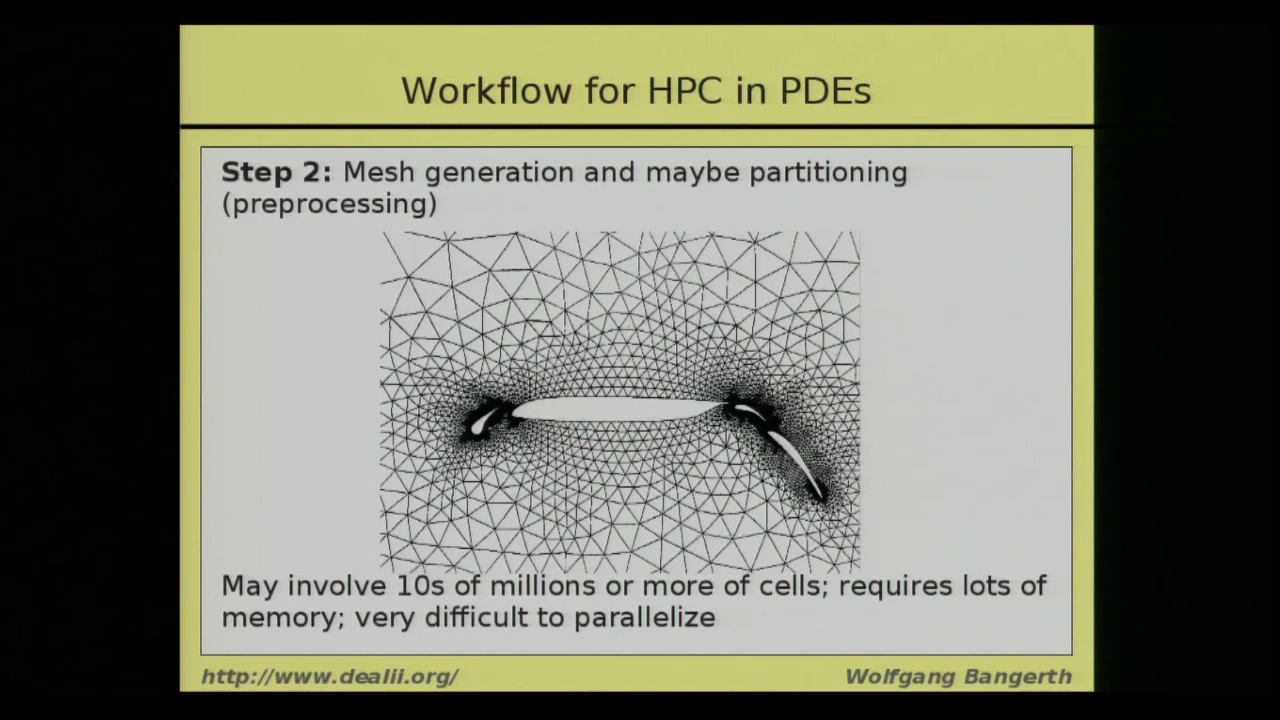 Workflow for HPC in PDEs
Step 2: Mesh generation and maybe partitioning
(preprocessing)
May involve 10s of millions or more of cells; requires lots of
memory; very difficult to parallelize
http://www.dealii.org/
Wolfgang Bangerth